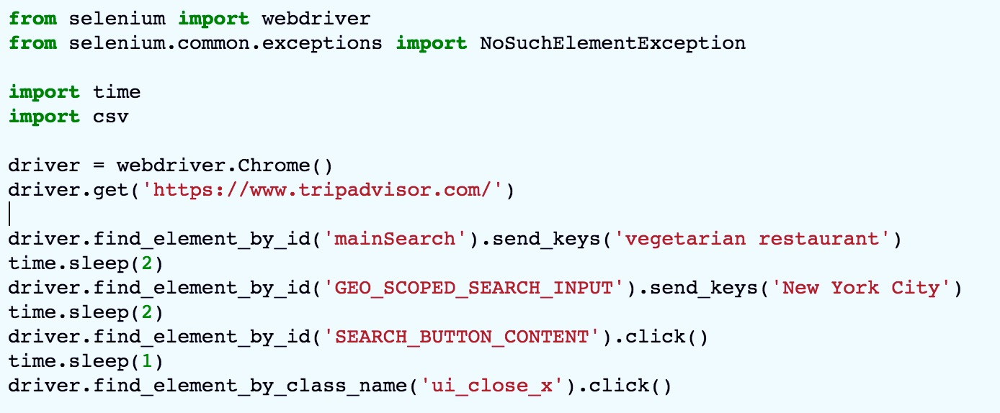 from selenium import webdriver
from selenium.common.exceptions import NoSuchElementException
import time
import csv
driver = webdriver.Chrome()
driver.get('https://www.tripadvisor.com/')
driver.find_element_by_id('mainSearch').send_keys('vegetarian restaurant')
time.sleep(2)
driver.find_element_by_id('GEO_SCOPED_SEARCH_INPUT').send_keys('New York City')
time.sleep(2)
driver.find_element_by_id('SEARCH_BUTTON_CONTENT').click()
time.sleep(1)
driver.find_element_by_class_name('ui_close_x').click()